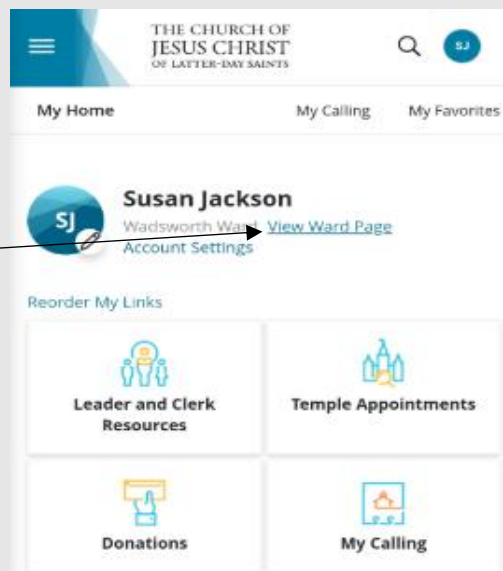 THE CHURCH OF
JESUS CHRIST
OF LATTER-DAY SAINTS
SJ
My Home My Calling My Favorites
SJ
Susan Jackson
Wadsworth Ward View Ward Page
Account Settings
Reorder My Links
Leader and Clerk
Resources
Temple Appointments
Donations
My Calling